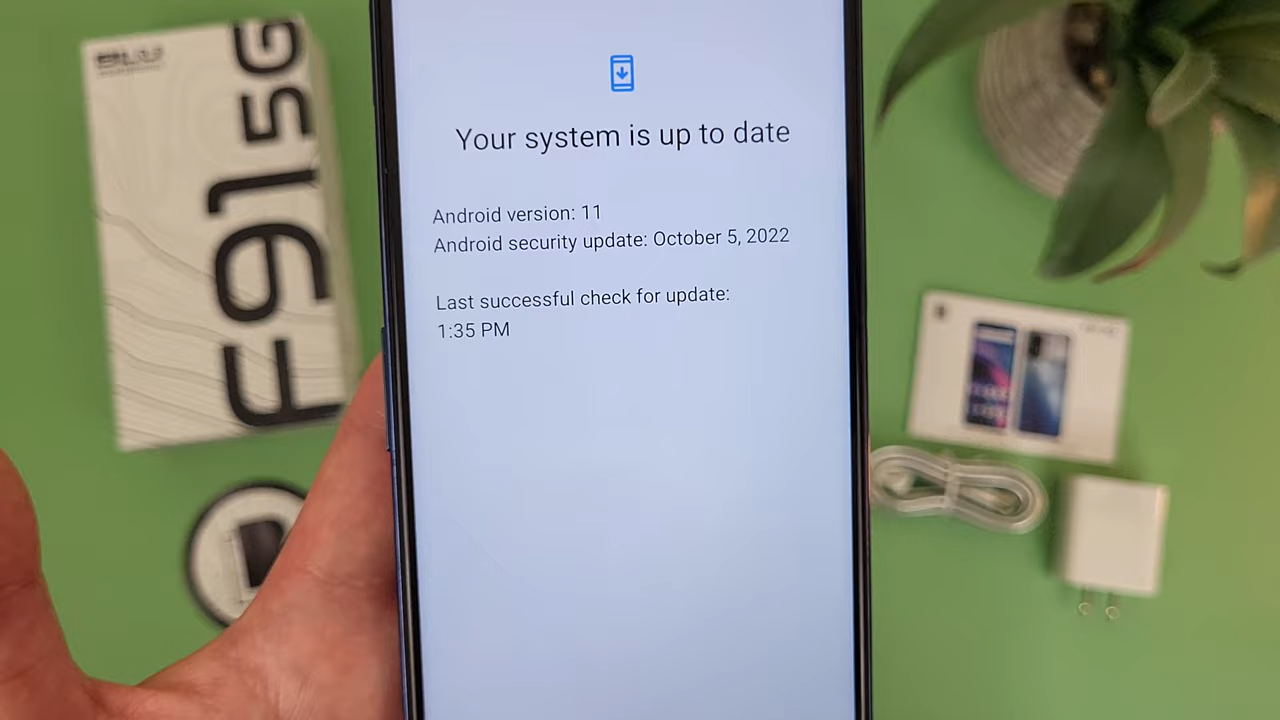 BLU
F91 5G
Your system is up to date
Android version: 11
Android security update: October 5, 2022
Last successful check for update:
1:35 PM